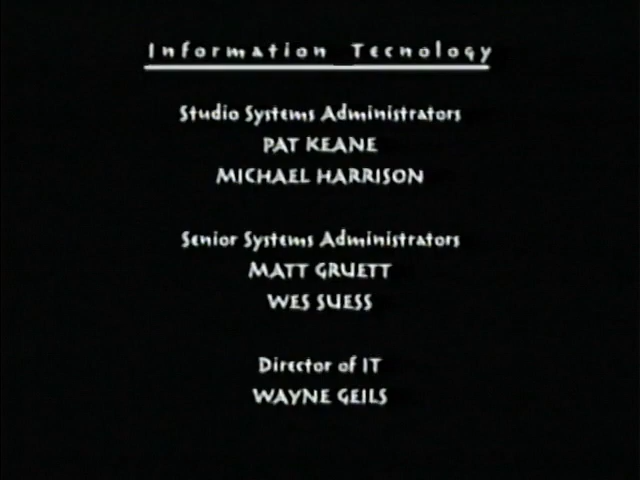 Information Tecnology
Studio Systems Administrators
PAT KEANE
MICHAEL HARRISON
Senior Systems Administrators
MATT GRUETT
WES SUESS
Director of IT
WAYNE GEILS